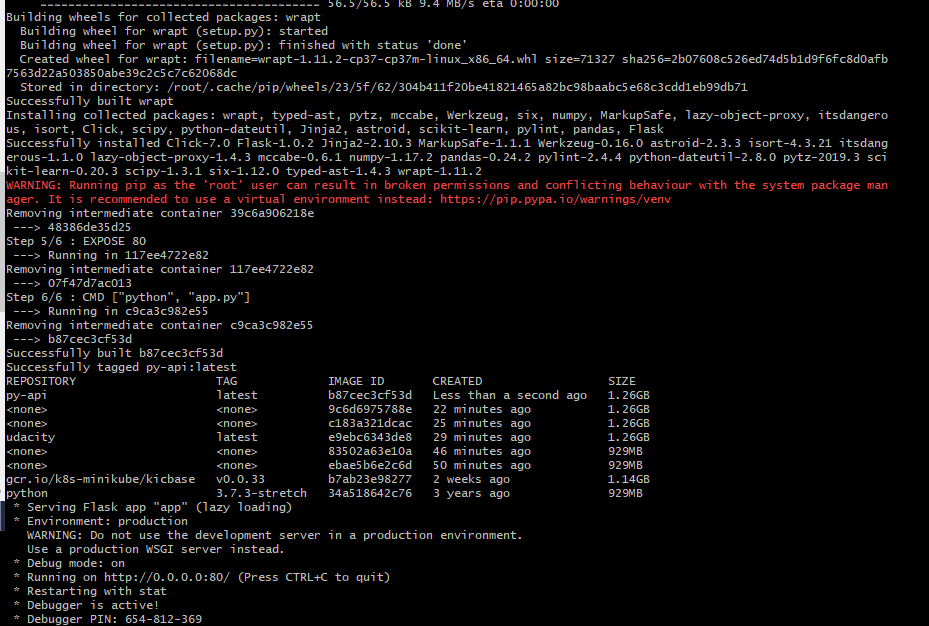 ---------------------------------------- 56.5/56.5 kB 9.4 MB/s eta 0:00:00
Building wheels for collected packages: wrapt
  Building wheel for wrapt (setup.py): started
  Building wheel for wrapt (setup.py): finished with status 'done'
  Created wheel for wrapt: filename=wrapt-1.11.2-cp37-cp37m-linux_x86_64.whl size=71327 sha256=2b07608c526ed74d5b1d9f6fc8d0afb
7563d22a503850abe39c2c5c7c62068dc
  Stored in directory: /root/.cache/pip/wheels/23/5f/62/304b411f20be41821465a82bc98baabc5e68c3cdd1eb99db71
Successfully built wrapt
Installing collected packages: wrapt, typed-ast, pytz, mccabe, Werkzeug, six, numpy, MarkupSafe, lazy-object-proxy, itsdangero
us, isort, Click, scipy, python-dateutil, Jinja2, astroid, scikit-learn, pylint, pandas, Flask
Successfully installed Click-7.0 Flask-1.0.2 Jinja2-2.10.3 MarkupSafe-1.1.1 Werkzeug-0.16.0 astroid-2.3.3 isort-4.3.21 itsdang
erous-1.1.0 lazy-object-proxy-1.4.3 mccabe-0.6.1 numpy-1.17.2 pandas-0.24.2 pylint-2.4.4 python-dateutil-2.8.0 pytz-2019.3 sci
kit-learn-0.20.3 scipy-1.3.1 six-1.12.0 typed-ast-1.4.3 wrapt-1.11.2
WARNING: Running pip as the 'root' user can result in broken permissions and conflicting behaviour with the system package man
ager. It is recommended to use a virtual environment instead: https://pip.pypa.io/warnings/venv
Removing intermediate container 39c6a906218e
 ---> 48386de35d25
Step 5/6 : EXPOSE 80
 ---> Running in 117ee4722e82
Removing intermediate container 117ee4722e82
 ---> 07f47d7ac013
Step 6/6 : CMD ["python", "app.py"]
 ---> Running in c9ca3c982e55
Removing intermediate container c9ca3c982e55
 ---> b87cec3cf53d
Successfully built b87cec3cf53d
Successfully tagged py-api:latest
REPOSITORY                    TAG             IMAGE ID       CREATED                  SIZE
py-api                        latest          b87cec3cf53d   Less than a second ago   1.26GB
<none>                        <none>          9c6d6975788e   22 minutes ago           1.26GB
<none>                        <none>          c183a321dcac   25 minutes ago           1.26GB
udacity                       latest          e9ebc6343de8   29 minutes ago           1.26GB
<none>                        <none>          83502a63e10a   46 minutes ago           929MB
<none>                        <none>          ebae5b6e2c6d   50 minutes ago           929MB
gcr.io/k8s-minikube/kicbase   v0.0.33         b7ab23e98277   2 weeks ago              1.14GB
python                        3.7.3-stretch   34a518642c76   3 years ago              929MB
 * Serving Flask app "app" (lazy loading)
 * Environment: production
   WARNING: Do not use the development server in a production environment.
   Use a production WSGI server instead.
 * Debug mode: on
 * Running on http://0.0.0.0:80/ (Press CTRL+C to quit)
 * Restarting with stat
 * Debugger is active!
 * Debugger PIN: 654-812-369